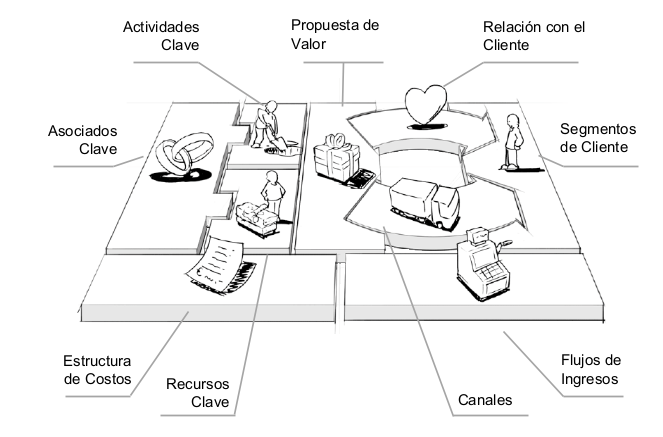 Actividades
Clave
Propuesta de
Valor
Relación con el
Cliente
Asociados
Clave
Segmentos
de Cliente
Estructura
de Costos
Recursos
Clave
Canales
Flujos de
Ingresos